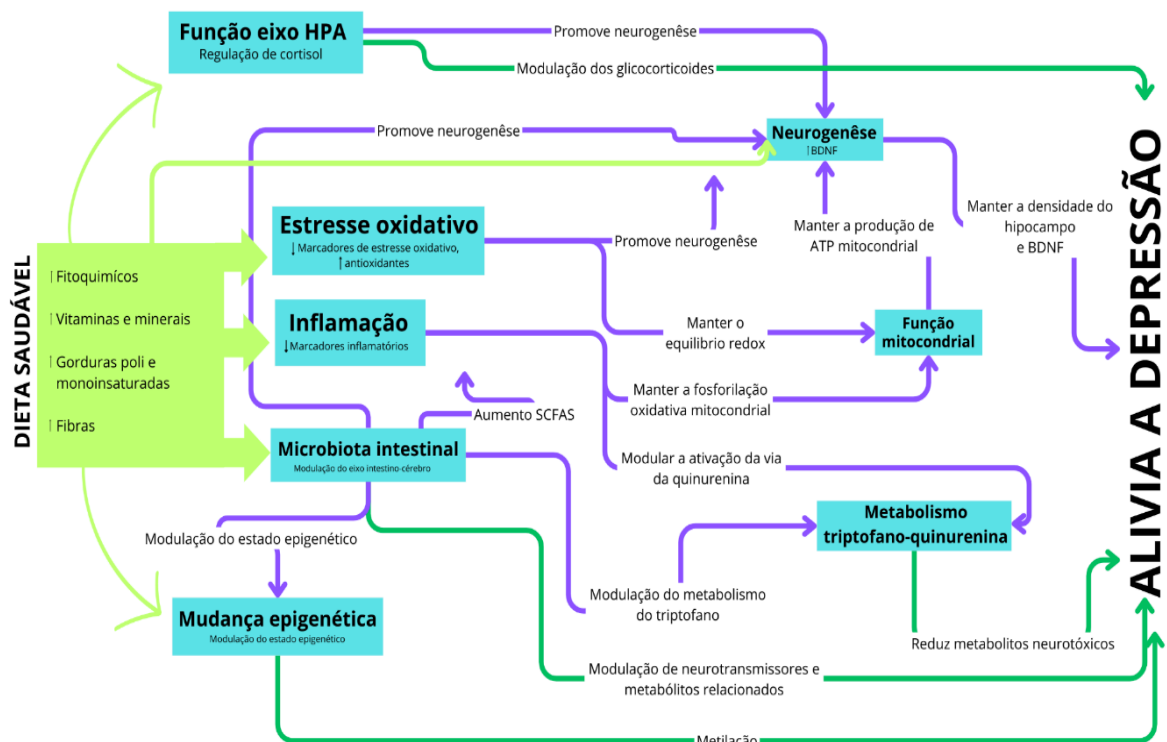 Função eixo HPA
Regulação de cortisol
Promove neurogenêse
Modulação dos glicocorticoides
Promove neurogenêse
Neurogenêse
↑BDNF
Estresse oxidativo
↓Marcadores de estresse oxidativo,
↑ antioxidantes
Promove neurogenêse
Manter a produção de
ATP mitocondrial
Manter a densidade do
hipocampo
e BDNF
DIETA SAUDÁVEL
↑ Fitoquimícos
↑ Vitaminas e minerais
↑ Gorduras poli e
monoinsaturadas
↑ Fibras
Inflamação
↓Marcadores inflamatórios
Manter o
equilibrio redox
Função
mitocondrial
Manter a fosforilação
oxidativa mitocondrial
Aumento SCFAS
Microbiota intestinal
Modulação do eixo intestino-cérebro
Modular a ativação da via
da quinurenina
Metabolismo
triptofano-quinurenina
Modulação do estado epigenético
Modulação do metabolismo
do triptofano
Mudança epigenética
Modulação do estado epigenético
Reduz metabolitos neurotóxicos
Modulação de neurotransmissores e
metabólitos relacionados
Metilação
ALIVIA A DEPRESSÃO